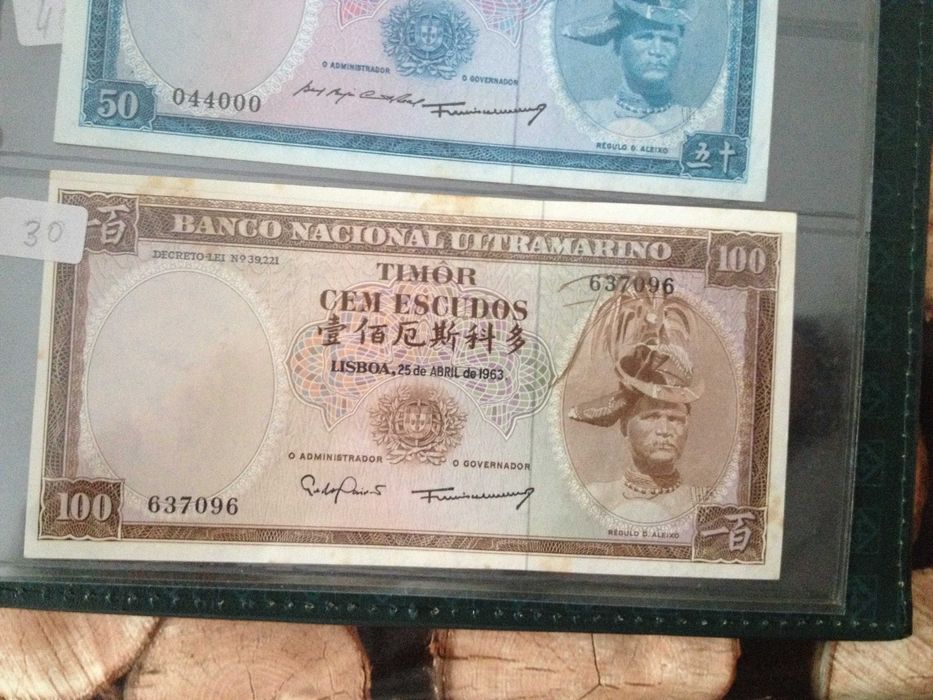 O ADMINISTRADOR
O GOVERNADOR
50
044000
RÉGULO D. ALEIXO
五十
30
一百
BANCO NACIONAL ULTRAMARINO
100
DECRETO-LEI Nº 39,221
TIMÔR
637096
CEM ESCUDOS
壹佰厄斯科多
LISBOA, 25 de ABRIL de 1963
O ADMINISTRADOR
O GOVERNADOR
100
637096
RÉGULO D. ALEIXO
一百